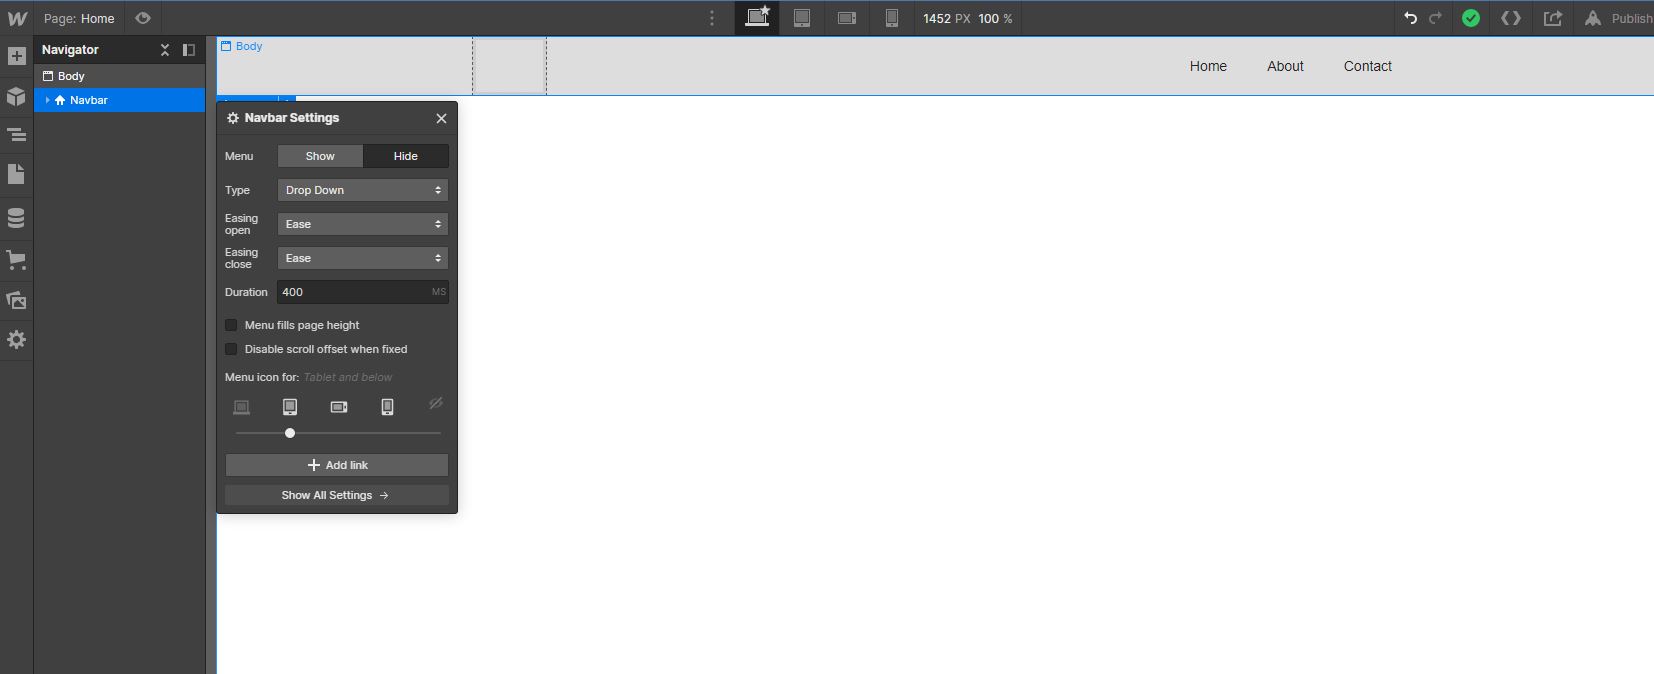 Page: Home
1452 PX 100 %
Publish
Navigator
Body
Navbar
Body
Home About Contact
Navbar Settings
Menu Show Hide
Type Drop Down
Easing open Ease
Easing close Ease
Duration 400 MS
Menu fills page height
Disable scroll offset when fixed
Menu icon for: Tablet and below
Add link
Show All Settings